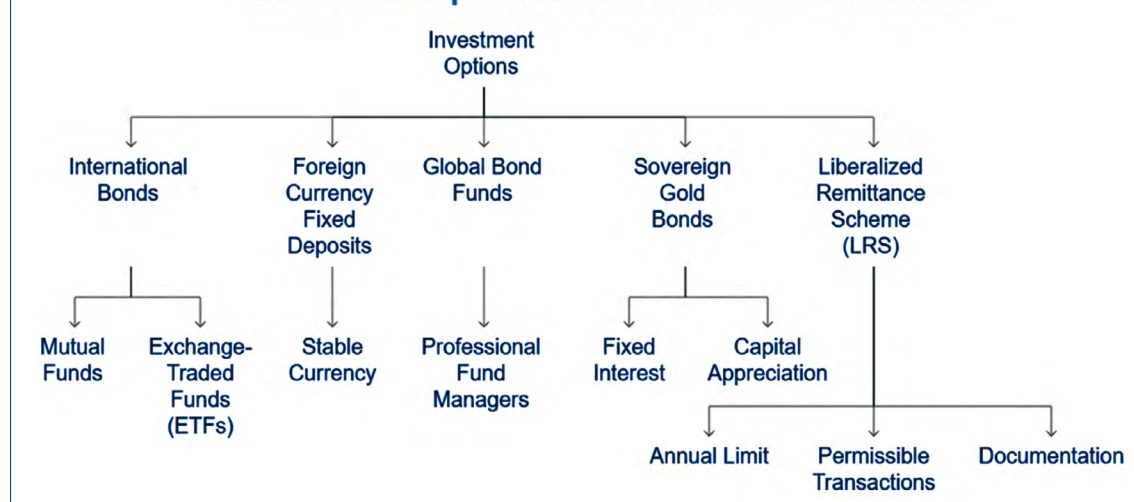 Investment
Options
International
Bonds
Foreign
Currency
Fixed
Deposits
Global Bond
Funds
Sovereign
Gold
Bonds
Liberalized
Remittance
Scheme
(LRS)
Mutual
Funds
Exchange-
Traded
Funds
(ETFs)
Stable
Currency
Professional
Fund
Managers
Fixed
Interest
Capital
Appreciation
Annual Limit
Permissible
Transactions
Documentation